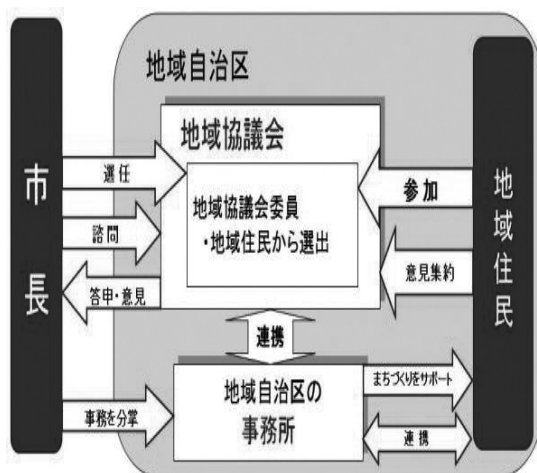 地域自治区
地域協議会
地域協議会委員
・地域住民から選出
市長
選任
諮問
答申・意見
事務を分掌
参加
意見集約
地域住民
連携
地域自治区の
事務所
まちづくりをサポート
連携